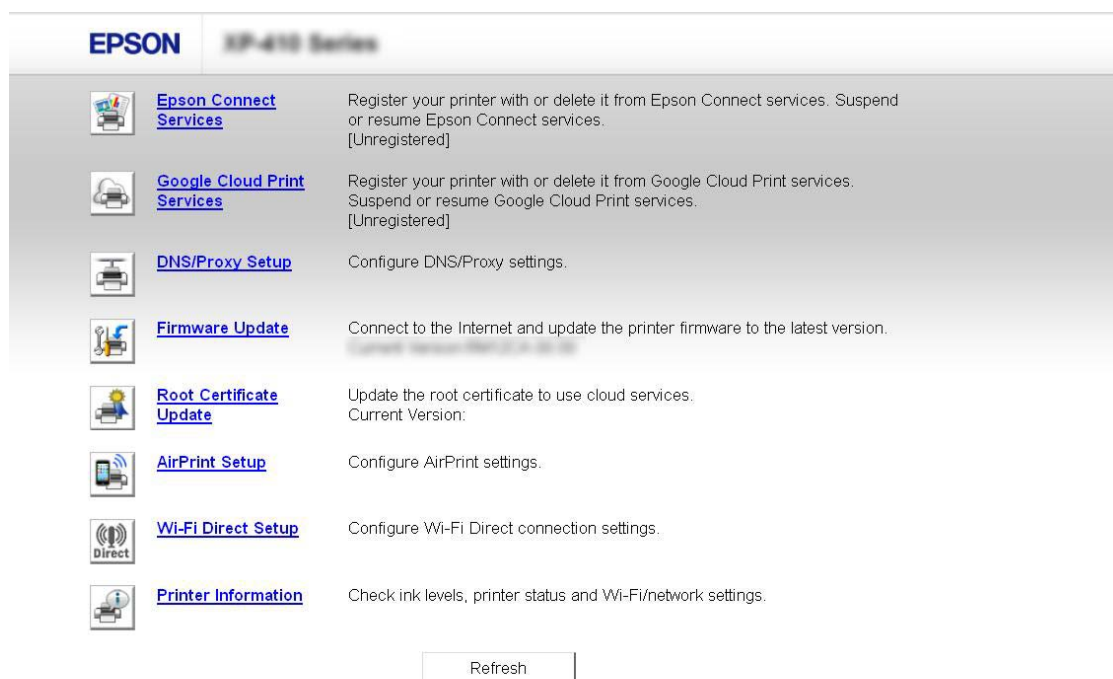 EPSON
XP-410 Series
Epson Connect
Services
Register your printer with or delete it from Epson Connect services. Suspend
or resume Epson Connect services.
[Unregistered]
Google Cloud Print
Services
Register your printer with or delete it from Google Cloud Print services.
Suspend or resume Google Cloud Print services.
[Unregistered]
DNS/Proxy Setup
Configure DNS/Proxy settings.
Firmware Update
Connect to the Internet and update the printer firmware to the latest version.
Current Version
Root Certificate
Update
Update the root certificate to use cloud services.
Current Version:
AirPrint Setup
Configure AirPrint settings.
Direct
Wi-Fi Direct Setup
Configure Wi-Fi Direct connection settings.
Printer Information
Check ink levels, printer status and Wi-Fi/network settings.
Refresh